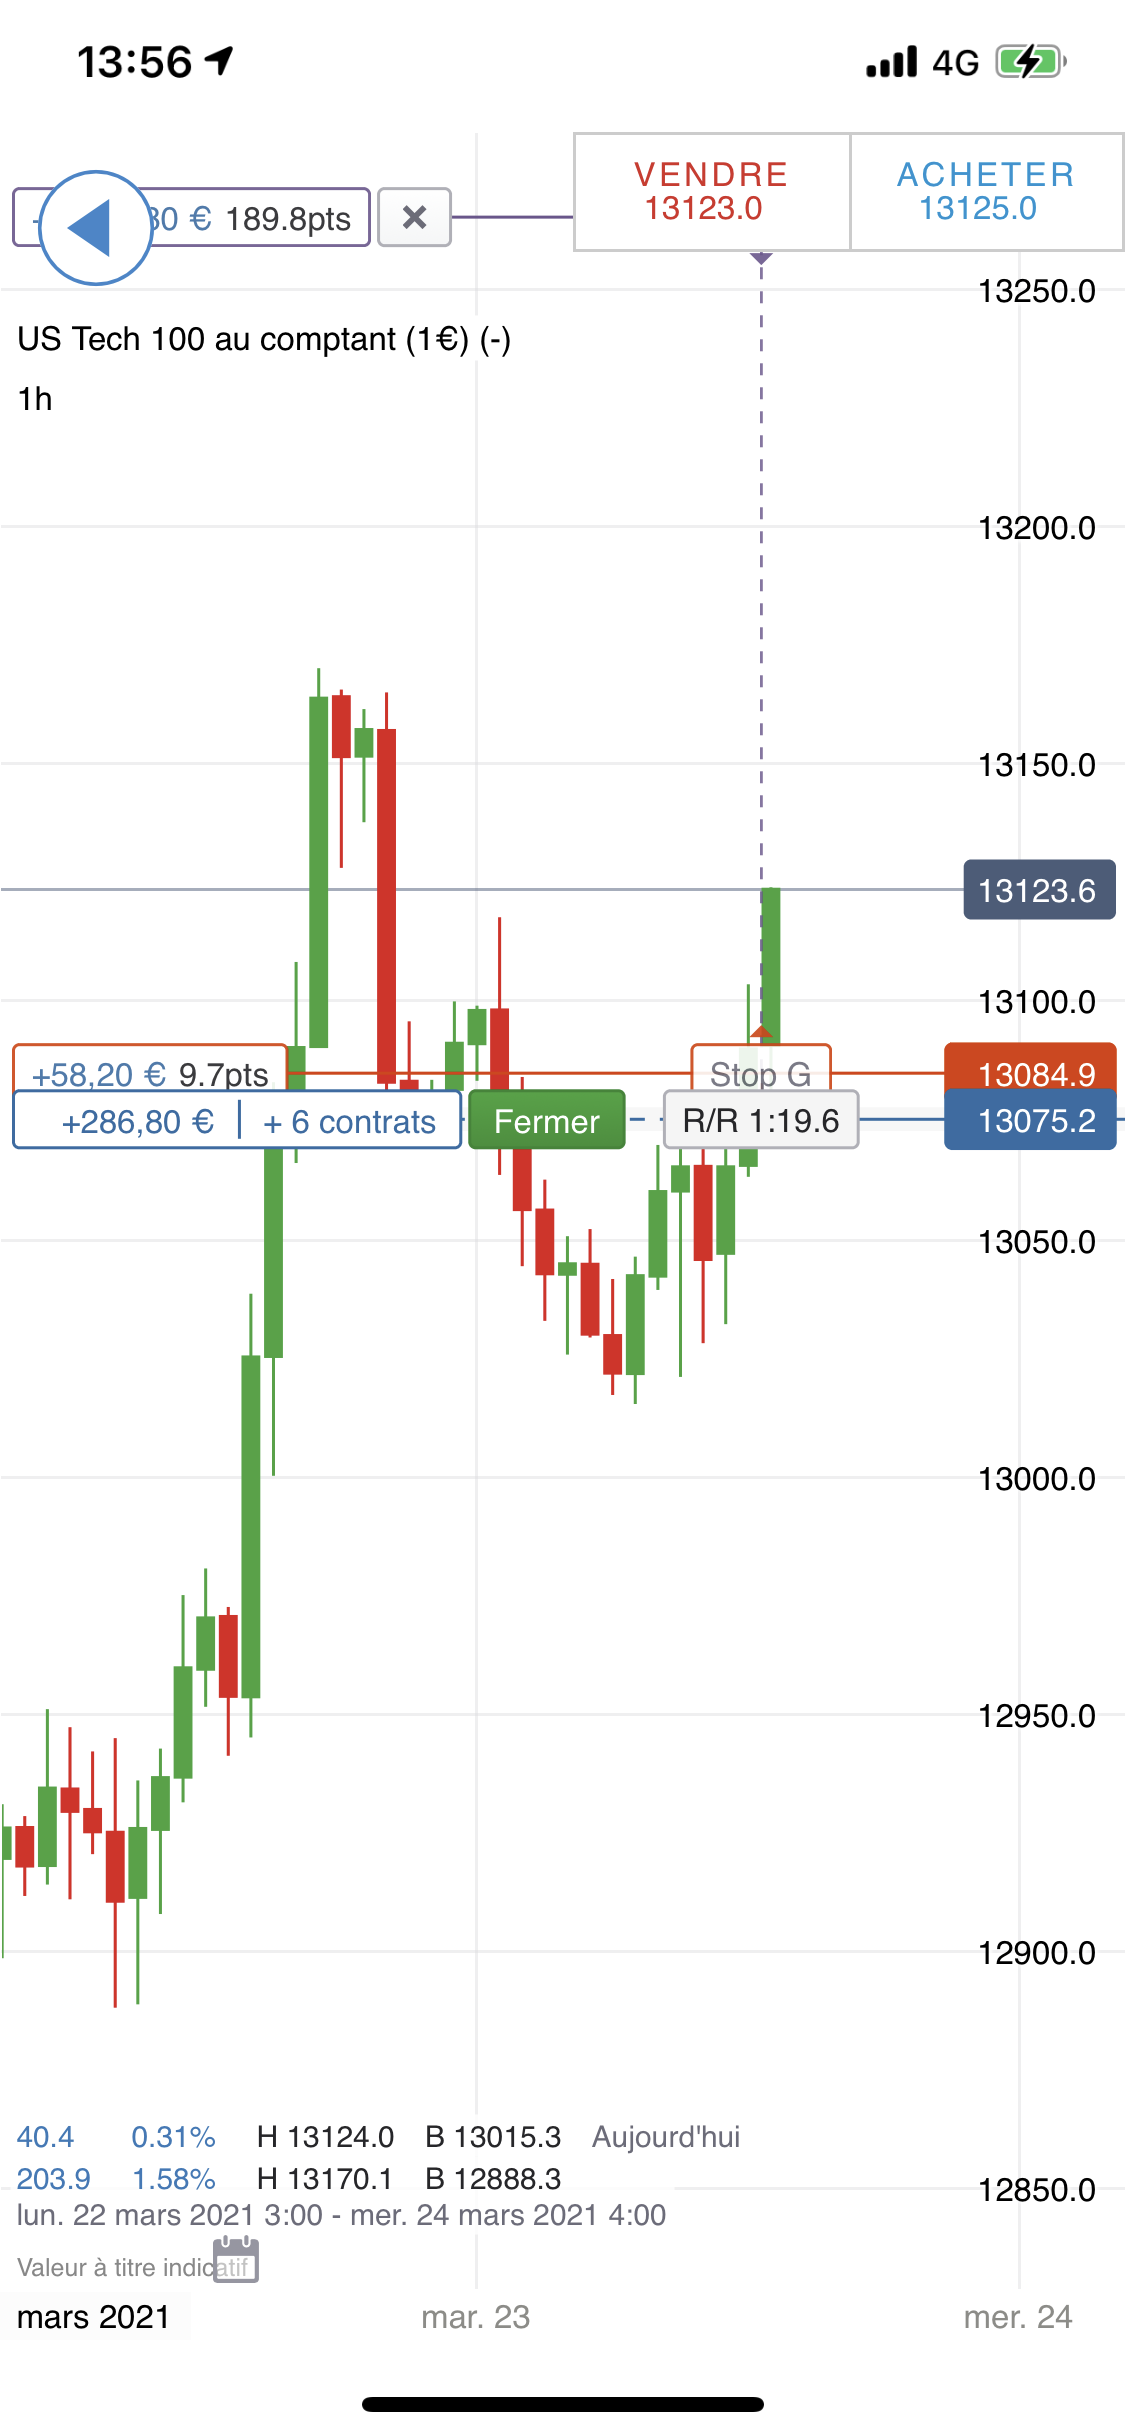 13:56
4G
VENDRE
13123.0
ACHETER
13125.0
€ 189.8pts
×
13250.0
US Tech 100 au comptant (1€) (-)
1h
13200.0
13150.0
13123.6
13100.0
+58,20 € 9.7pts
Stop G
13084.9
+286,80 € | + 6 contrats
Fermer
R/R 1:19.6
13075.2
13050.0
13000.0
12950.0
12900.0
40.4 0.31% H 13124.0 B 13015.3 Aujourd'hui
203.9 1.58% H 13170.1 B 12888.3
12850.0
lun. 22 mars 2021 3:00 - mer. 24 mars 2021 4:00
Valeur à titre indicatif
mars 2021
mar. 23
mer. 24